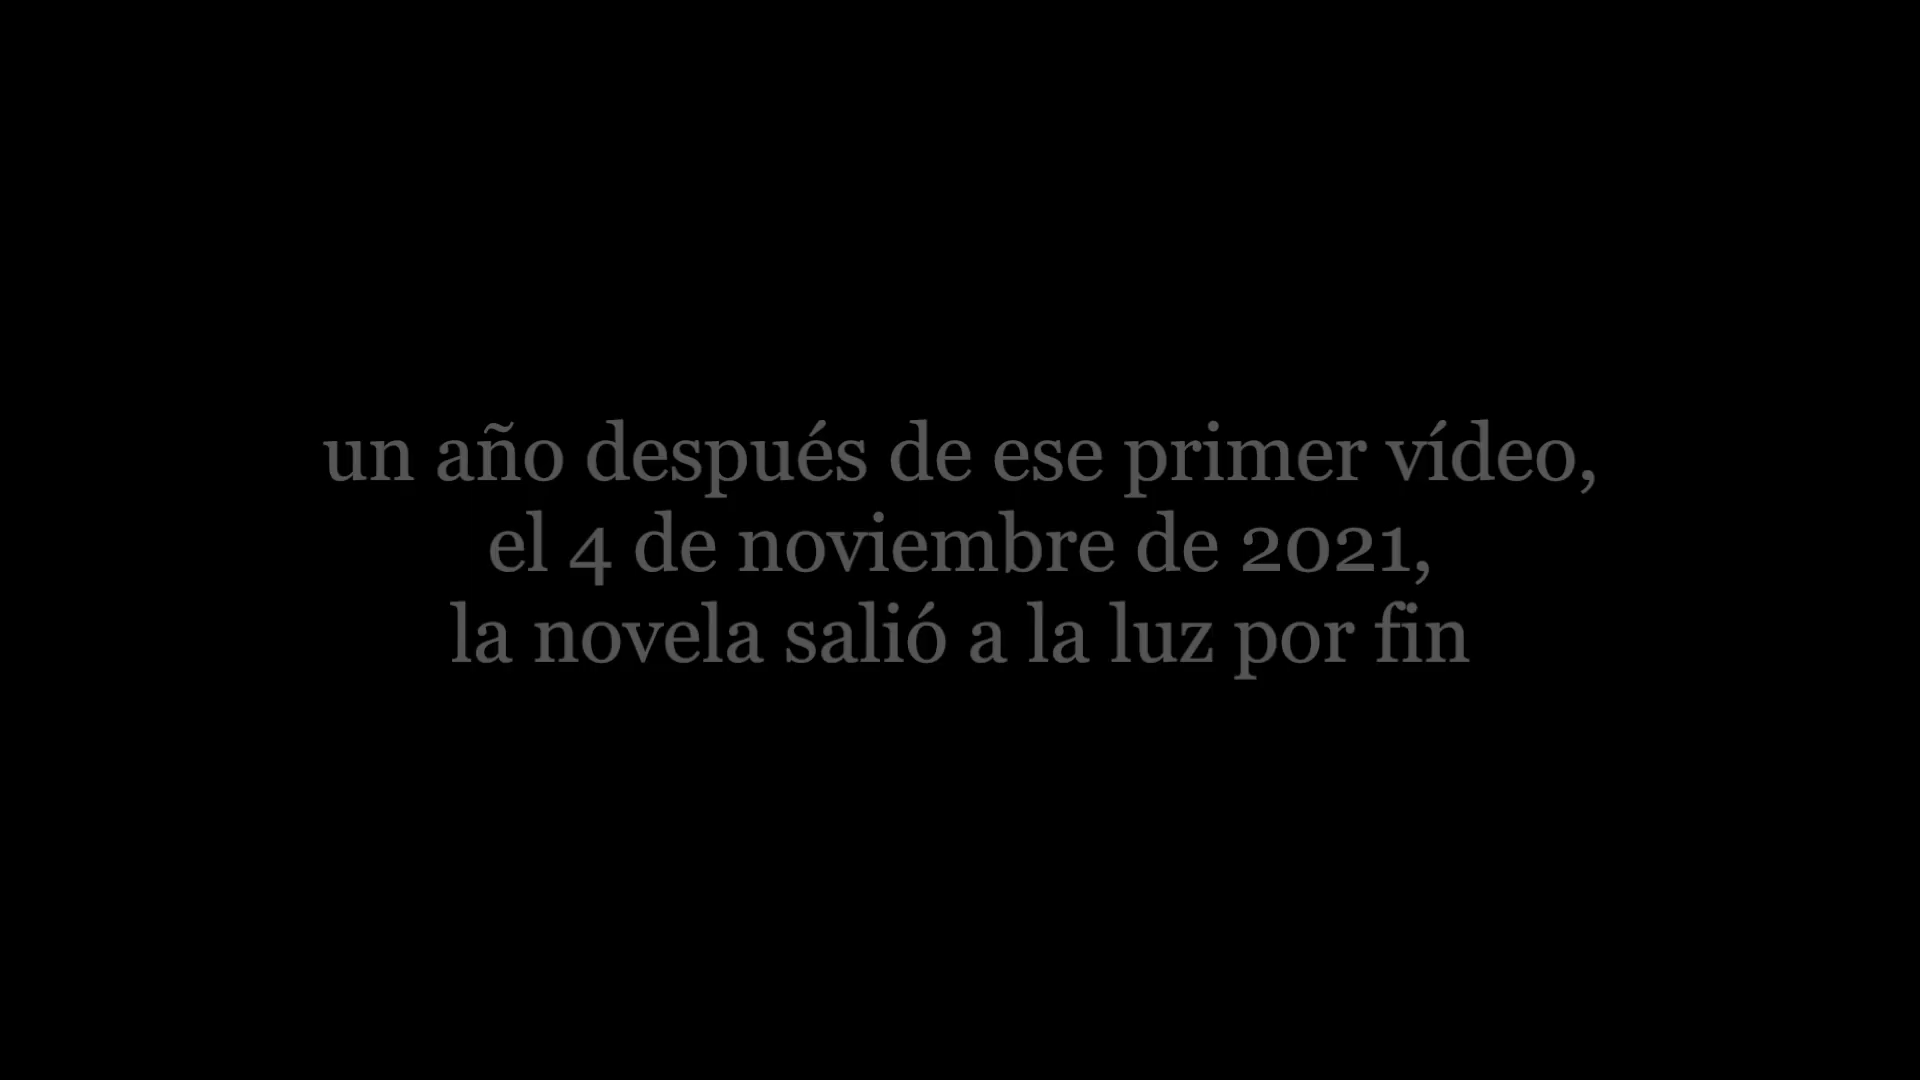 un año después de ese primer vídeo,
el 4 de noviembre de 2021,
la novela salió a la luz por fin